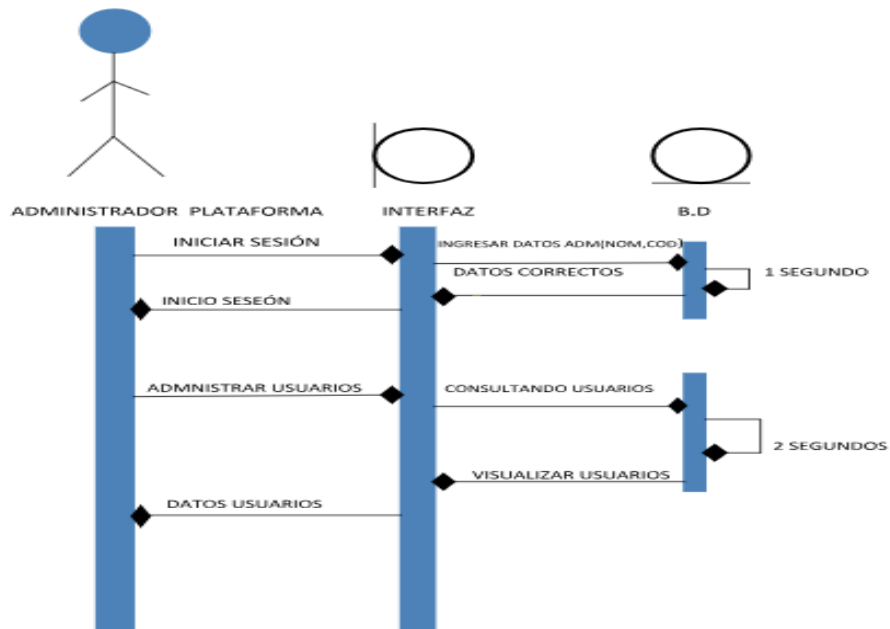 ADMINISTRADOR PLATAFORMA
INTERFAZ
B.D
INICIAR SESIÓN
INGRESAR DATOS ADM(NOM,COD)
DATOS CORRECTOS
1 SEGUNDO
INICIO SESEÓN
ADMNISTRAR USUARIOS
CONSULTANDO USUARIOS
2 SEGUNDOS
VISUALIZAR USUARIOS
DATOS USUARIOS